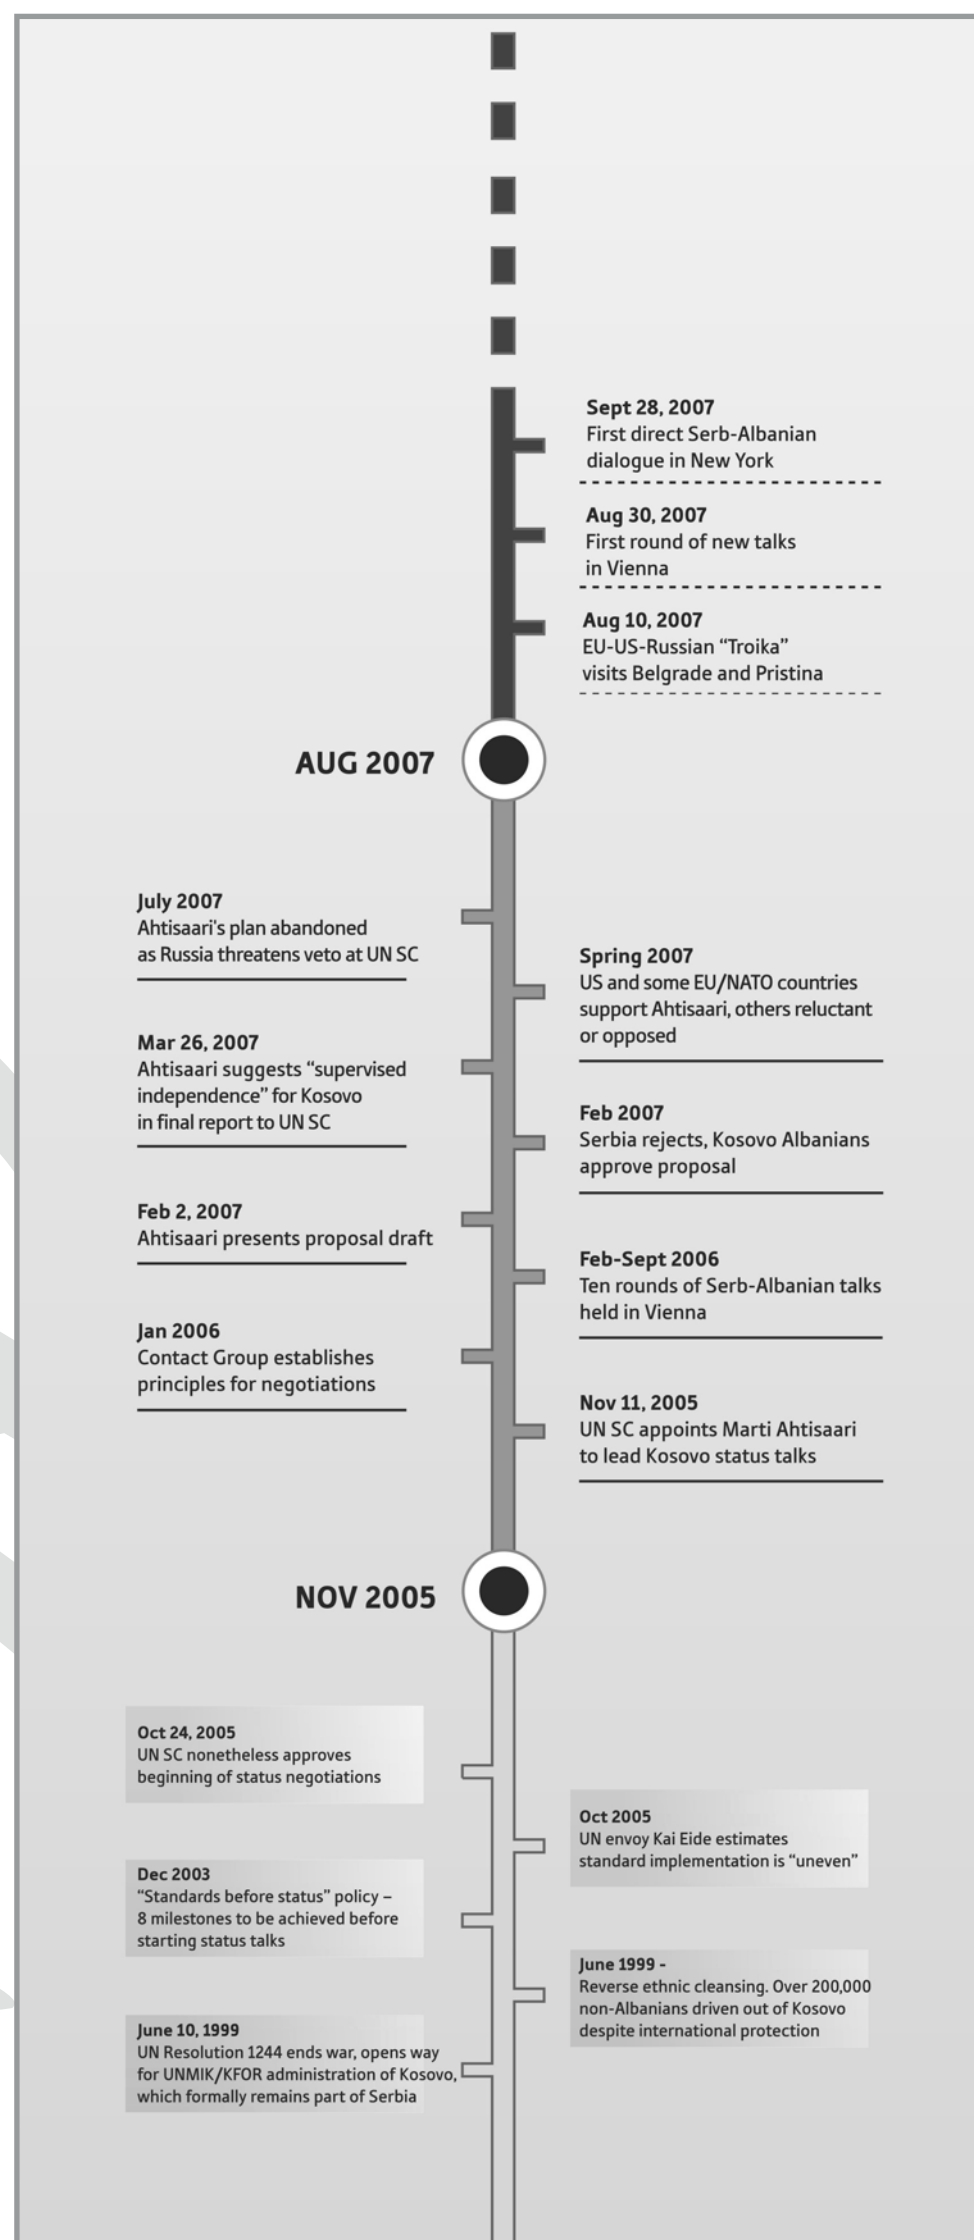 Sept 28, 2007
First direct Serb-Albanian
dialogue in New York
Aug 30, 2007
First round of new talks
in Vienna
Aug 10, 2007
EU-US-Russian “Troika”
visits Belgrade and Pristina
AUG 2007
July 2007
Ahtisaari's plan abandoned
as Russia threatens veto at UN SC
Spring 2007
US and some EU/NATO countries
support Ahtisaari, others reluctant
or opposed
Mar 26, 2007
Ahtisaari suggests “supervised
independence” for Kosovo
in final report to UN SC
Feb 2007
Serbia rejects, Kosovo Albanians
approve proposal
Feb 2, 2007
Ahtisaari presents proposal draft
Feb-Sept 2006
Ten rounds of Serb-Albanian talks
held in Vienna
Jan 2006
Contact Group establishes
principles for negotiations
Nov 11, 2005
UN SC appoints Marti Ahtisaari
to lead Kosovo status talks
NOV 2005
Oct 24, 2005
UN SC nonetheless approves
beginning of status negotiations
Oct 2005
UN envoy Kai Eide estimates
standard implementation is “uneven”
Dec 2003
“Standards before status” policy –
8 milestones to be achieved before
starting status talks
June 1999 -
Reverse ethnic cleansing. Over 200,000
non-Albanians driven out of Kosovo
despite international protection
June 10, 1999
UN Resolution 1244 ends war, opens way
for UNMIK/KFOR administration of Kosovo,
which formally remains part of Serbia